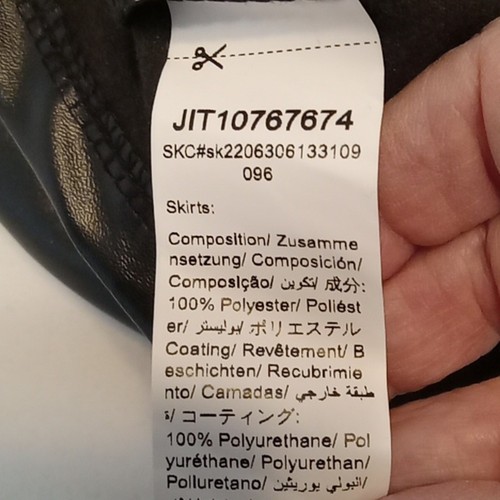 JIT10767674
SKC#sk2206306133109
096
Skirts:
Composition/ Zusamme
nsetzung/ Composición/
Composição/ تكوين/ 成分:
100% Polyester/ Poliést
er/ بوليستر/ ポリエステル
Coating/ Revêtement/ B
eschichten/ Recubrimie
nto/ Camadas/ طبقة خارجي
ة/ コーティング:
100% Polyurethane/ Pol
yuréthane/ Polyurethan/
Poliuretano/ البولي يوريثين/